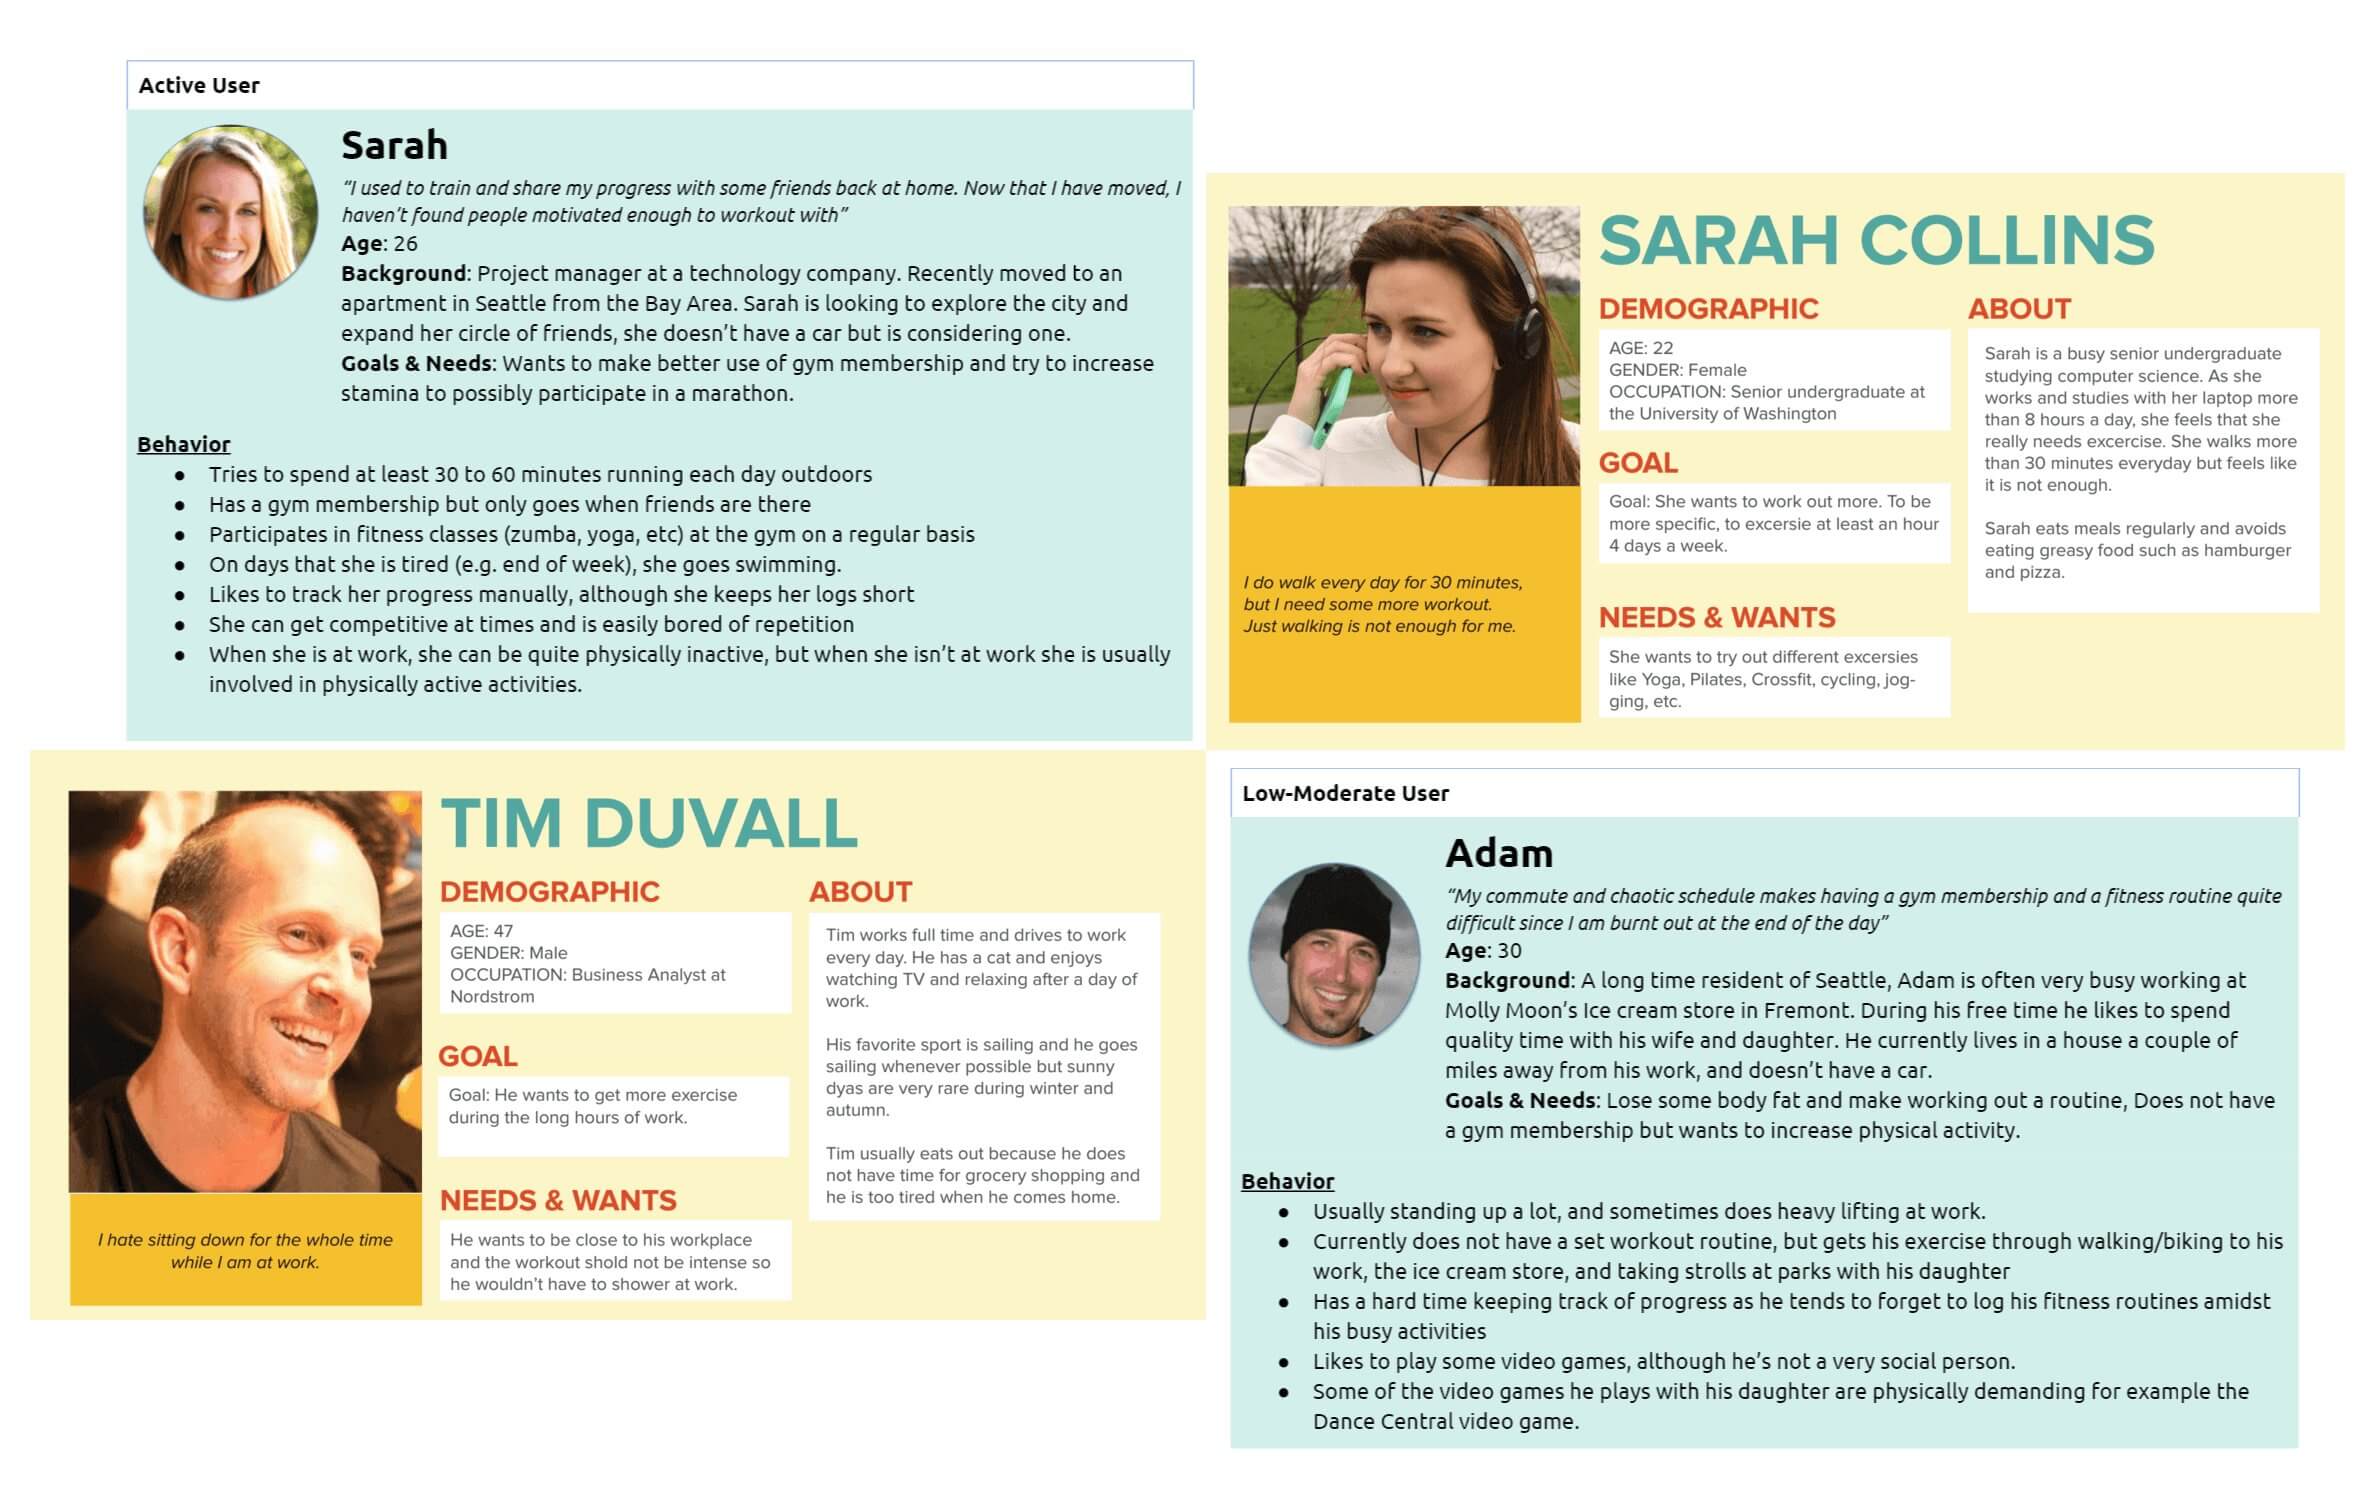 Active User
Sarah
“I used to train and share my progress with some friends back at home. Now that I have moved, I
haven’t found people motivated enough to workout with”
Age: 26
Background: Project manager at a technology company. Recently moved to an
apartment in Seattle from the Bay Area. Sarah is looking to explore the city and
expand her circle of friends, she doesn’t have a car but is considering one.
Goals & Needs: Wants to make better use of gym membership and try to increase
stamina to possibly participate in a marathon.
Behavior
● Tries to spend at least 30 to 60 minutes running each day outdoors
● Has a gym membership but only goes when friends are there
● Participates in fitness classes (zumba, yoga, etc) at the gym on a regular basis
● On days that she is tired (e.g. end of week), she goes swimming.
● Likes to track her progress manually, although she keeps her logs short
● She can get competitive at times and is easily bored of repetition
● When she is at work, she can be quite physically inactive, but when she isn’t at work she is usually
involved in physically active activities.
SARAH COLLINS
I do walk every day for 30 minutes,
but I need some more workout.
Just walking is not enough for me.
DEMOGRAPHIC
AGE: 22
GENDER: Female
OCCUPATION: Senior undergraduate at
the University of Washington
GOAL
Goal: She wants to work out more. To be
more specific, to excersie at least an hour
4 days a week.
NEEDS & WANTS
She wants to try out different excersies
like Yoga, Pilates, Crossfit, cycling, jog-
ging, etc.
ABOUT
Sarah is a busy senior undergraduate
studying computer science. As she
works and studies with her laptop more
than 8 hours a day, she feels that she
really needs excercise. She walks more
than 30 minutes everyday but feels like
it is not enough.
Sarah eats meals regularly and avoids
eating greasy food such as hamburger
and pizza.
TIM DUVALL
I hate sitting down for the whole time
while I am at work.
DEMOGRAPHIC
AGE: 47
GENDER: Male
OCCUPATION: Business Analyst at
Nordstrom
GOAL
Goal: He wants to get more exercise
during the long hours of work.
NEEDS & WANTS
He wants to be close to his workplace
and the workout shold not be intense so
he wouldn’t have to shower at work.
ABOUT
Tim works full time and drives to work
every day. He has a cat and enjoys
watching TV and relaxing after a day of
work.
His favorite sport is sailing and he goes
sailing whenever possible but sunny
dyas are very rare during winter and
autumn.
Tim usually eats out because he does
not have time for grocery shopping and
he is too tired when he comes home.
Low-Moderate User
Adam
“My commute and chaotic schedule makes having a gym membership and a fitness routine quite
difficult since I am burnt out at the end of the day”
Age: 30
Background: A long time resident of Seattle, Adam is often very busy working at
Molly Moon’s Ice cream store in Fremont. During his free time he likes to spend
quality time with his wife and daughter. He currently lives in a house a couple of
miles away from his work, and doesn’t have a car.
Goals & Needs: Lose some body fat and make working out a routine, Does not have
a gym membership but wants to increase physical activity.
Behavior
● Usually standing up a lot, and sometimes does heavy lifting at work.
● Currently does not have a set workout routine, but gets his exercise through walking/biking to his
work, the ice cream store, and taking strolls at parks with his daughter
● Has a hard time keeping track of progress as he tends to forget to log his fitness routines amidst
his busy activities
● Likes to play some video games, although he’s not a very social person.
● Some of the video games he plays with his daughter are physically demanding for example the
Dance Central video game.